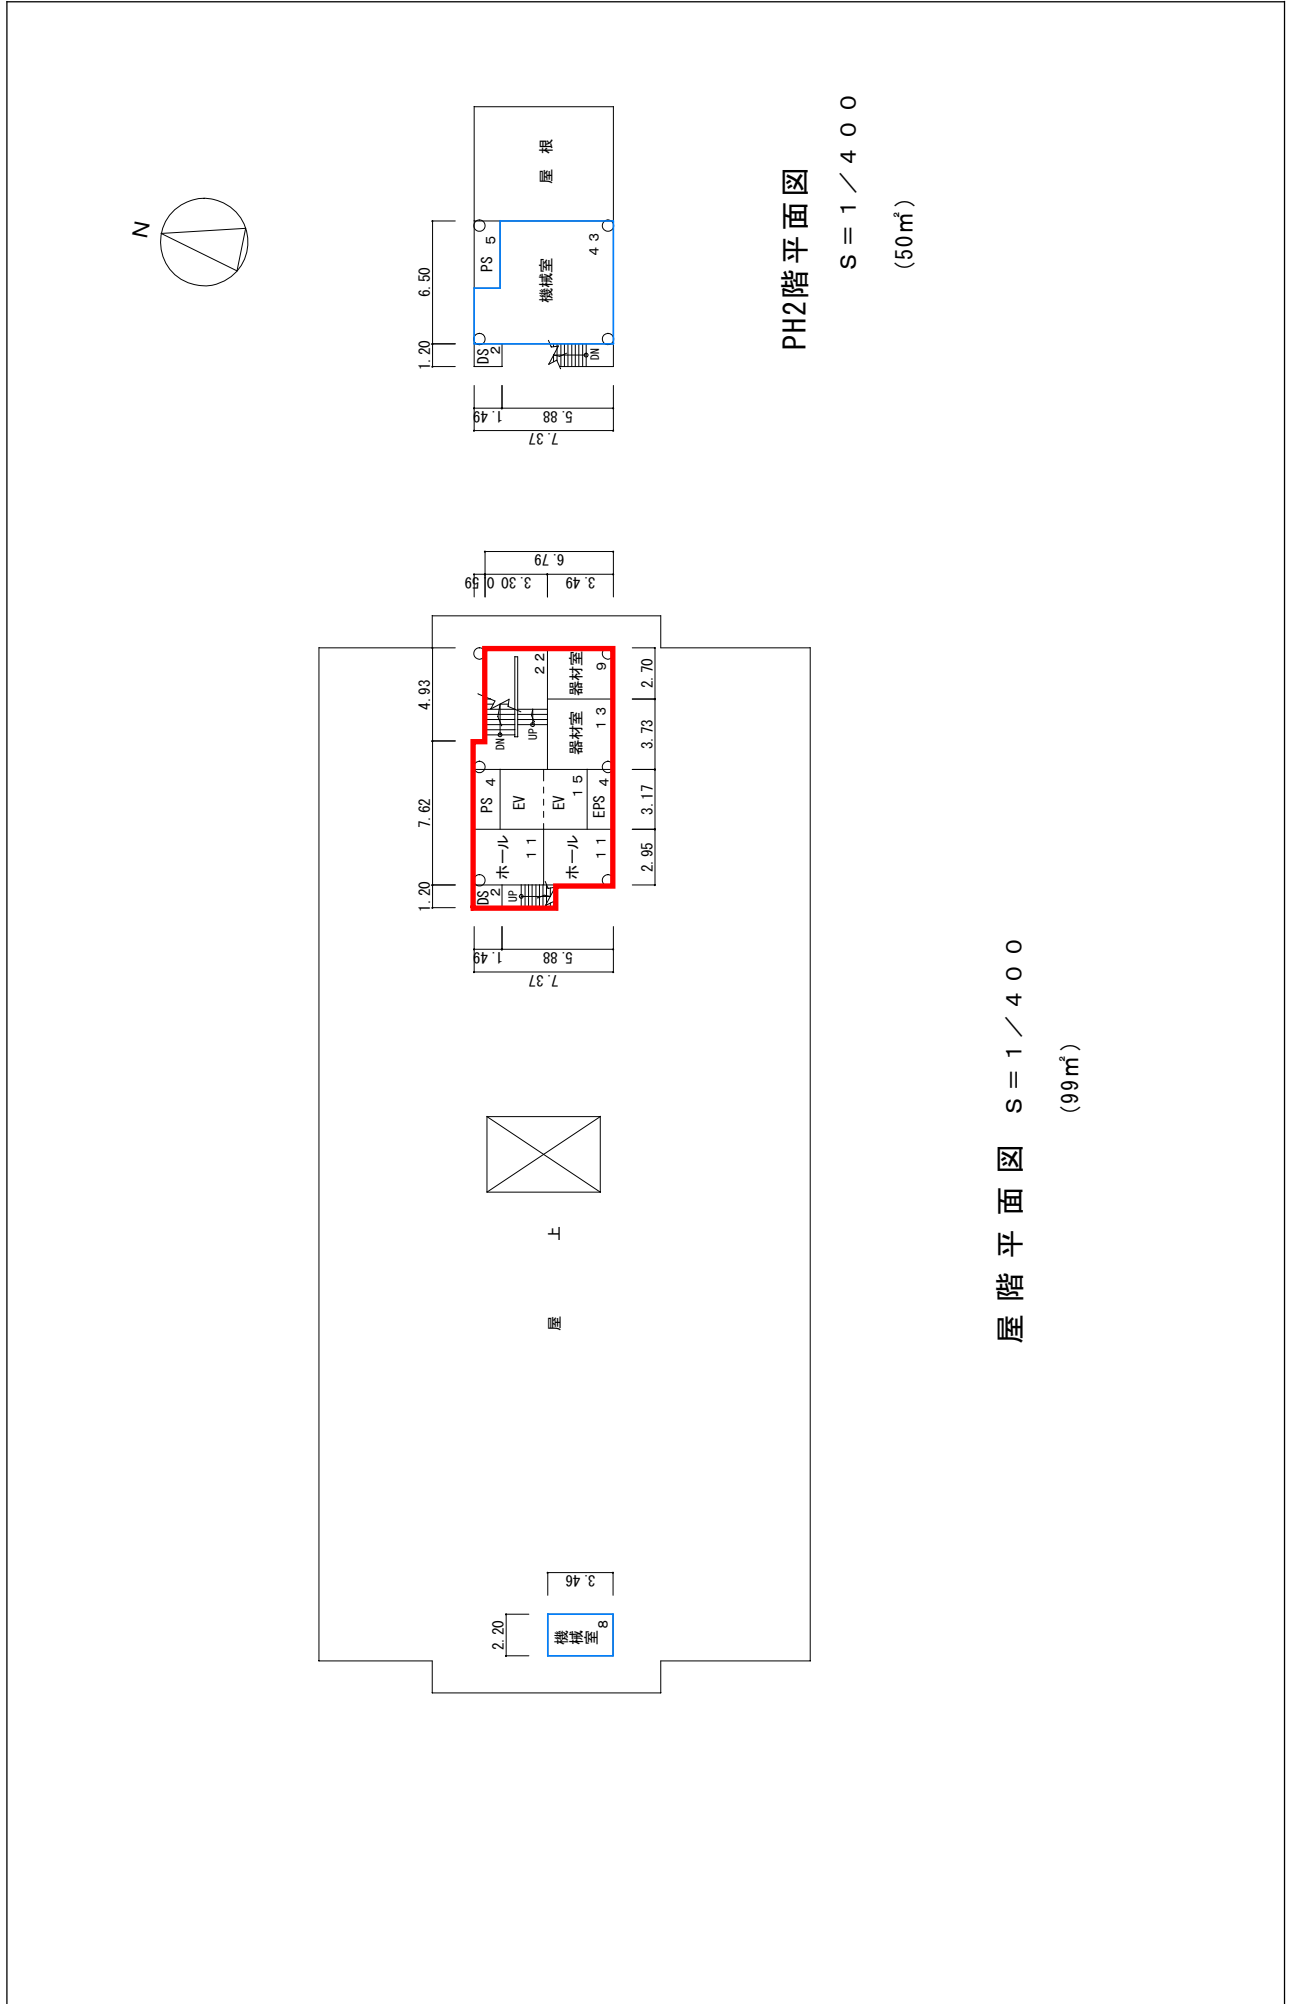 N
6.50
1.20
屋根
PS 5
機械室
43
DS 2
DN
1.49
5.88
7.37
PH2階平面図
S=1/400
(50㎡)
0.59
3.30
3.49
6.79
4.93
7.62
1.20
22
器材室
9
DN
UP
器材室
13
PS 4
EV
EV
15
EPS 4
ホール
11
ホール
11
DS 2
UP
2.70
3.73
3.17
2.95
1.49
5.88
7.37
屋上
3.46
2.20
機械室
8
屋階平面図 S=1/400
(99㎡)